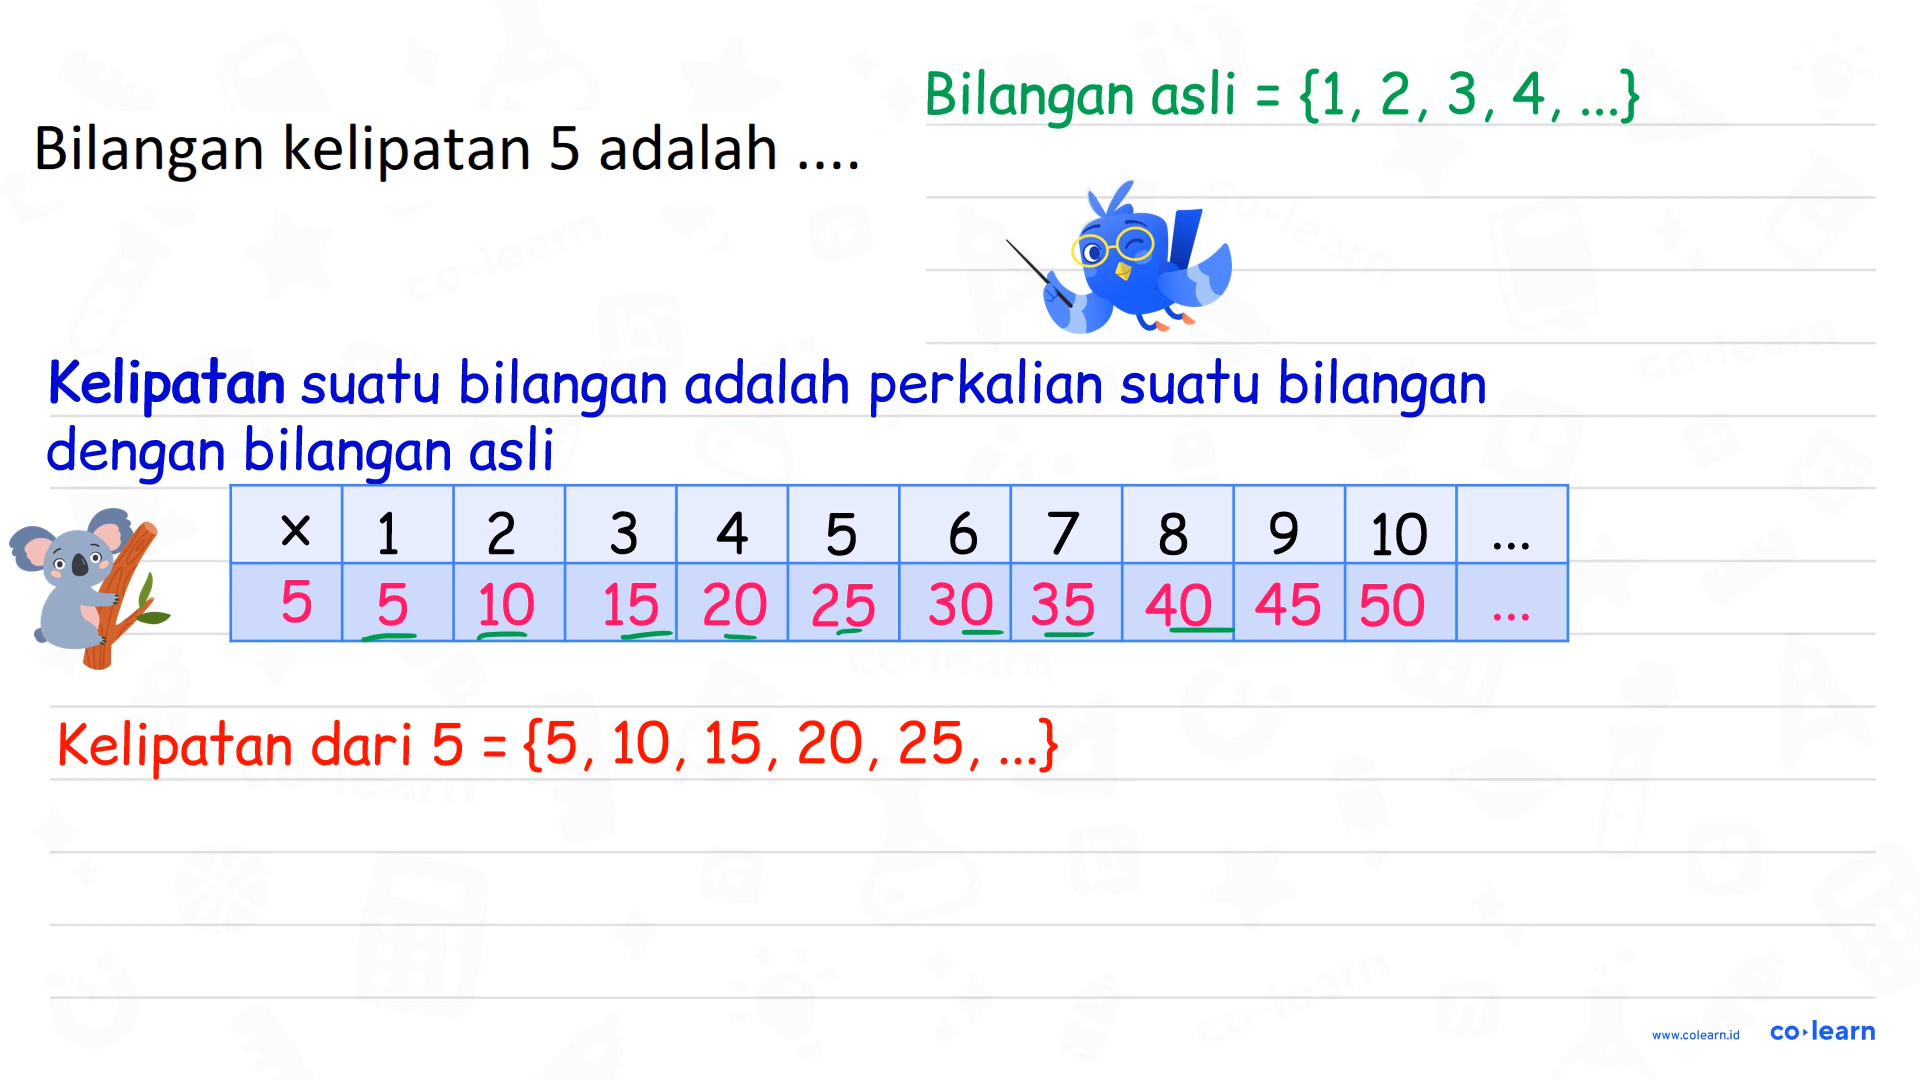 Bilangan asli = {1, 2, 3, 4, ...}
Bilangan kelipatan 5 adalah ....
Kelipatan suatu bilangan adalah perkalian suatu bilangan
dengan bilangan asli
x 1 2 3 4 5 6 7 8 9 10 ...
5 5 10 15 20 25 30 35 40 45 50 ...
Kelipatan dari 5 = {5, 10, 15, 20, 25, ...}
www.colearn.id co learn